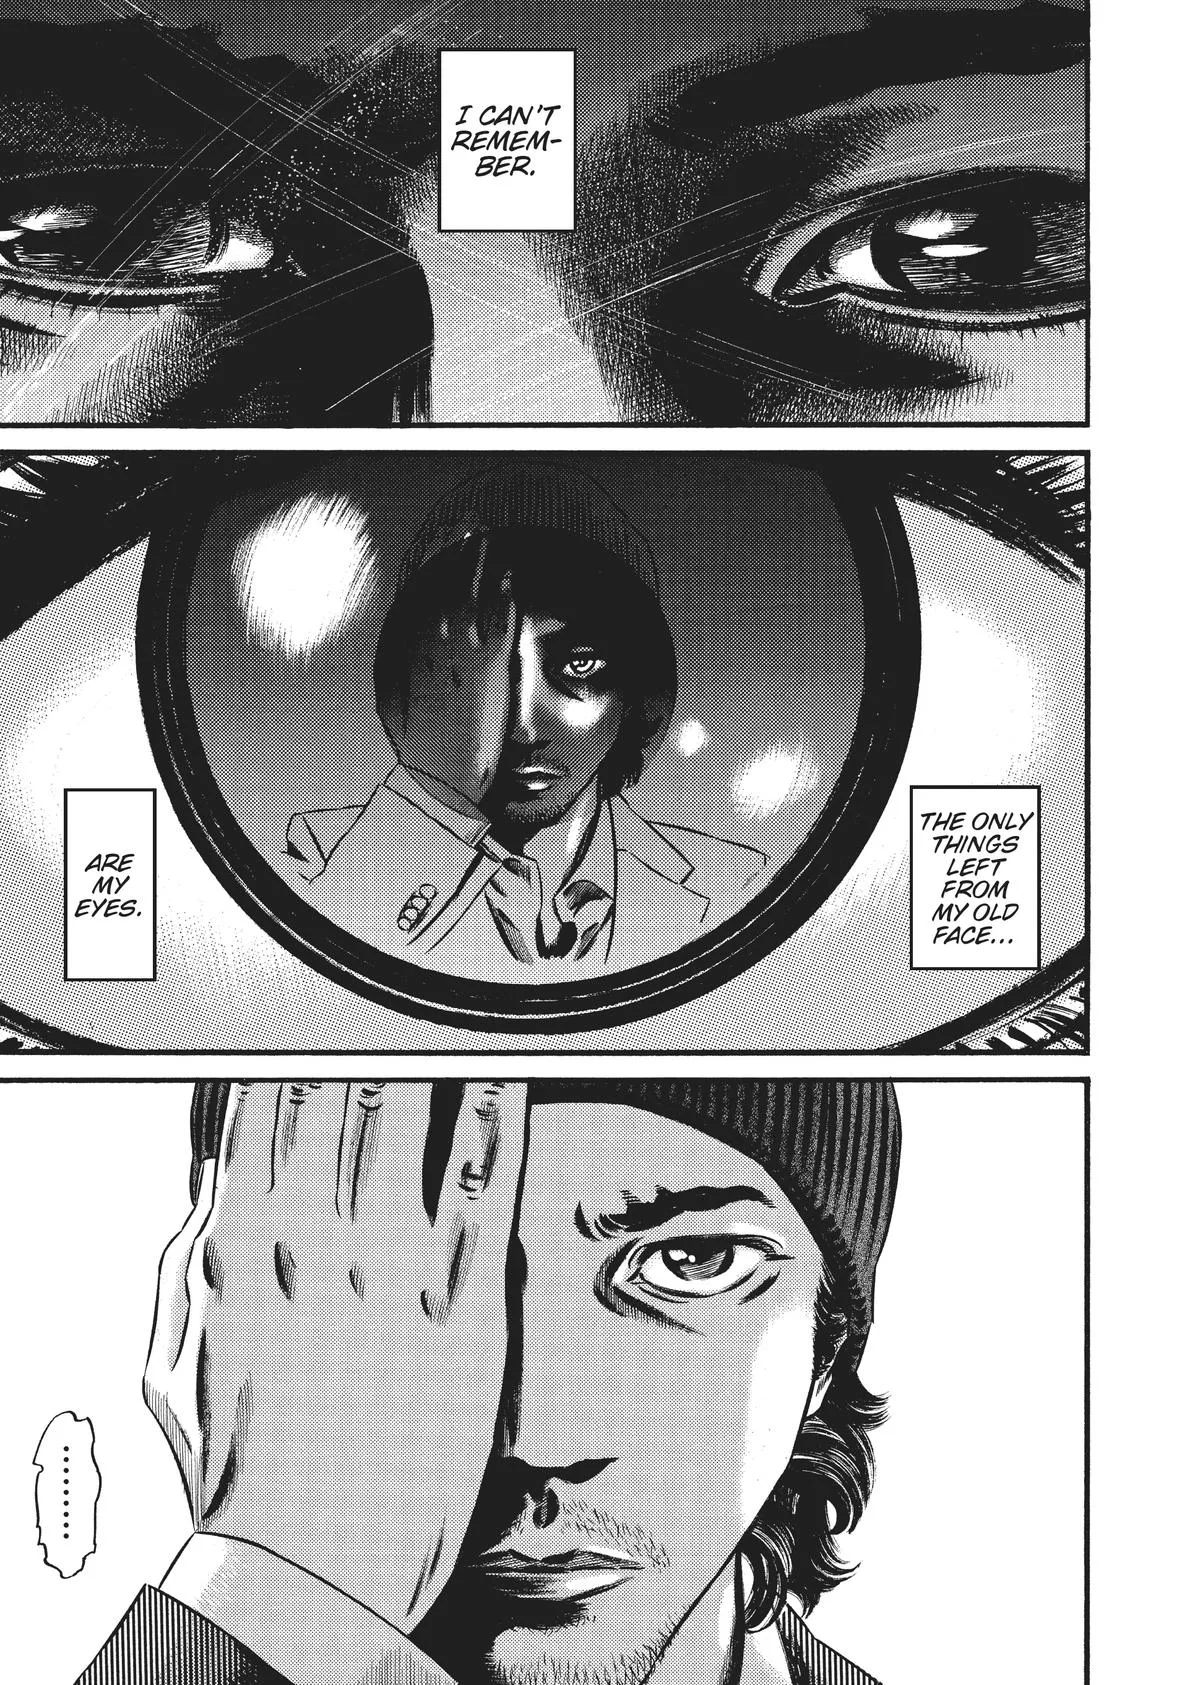 I CAN'T
REMEM-
BER.
THE ONLY
THINGS
LEFT
FROM
MY OLD
FACE...
ARE
MY
EYES.
........